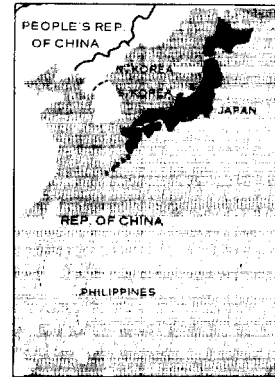 PEOPLE'S REP.
OF CHINA
KOREA
KOREA
JAPAN
REP. OF CHINA
PHILIPPINES